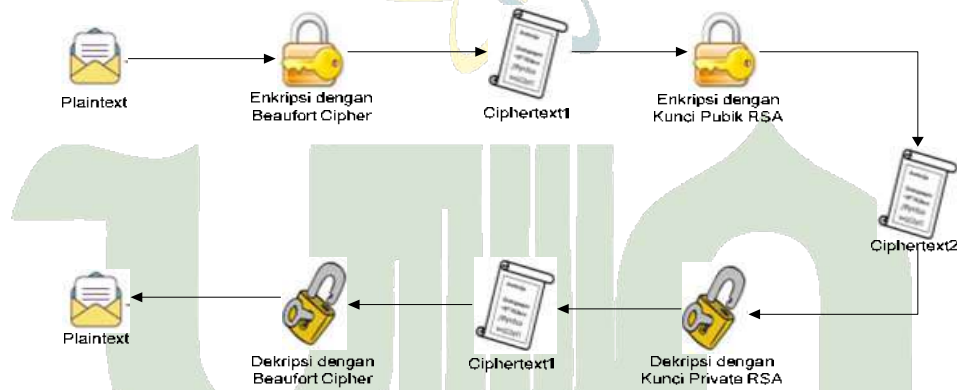 Plaintext
Enkripsi dengan
Beaufort Cipher
Ciphertext1
Enkripsi dengan
Kunci Pubik RSA
Ciphertext2
Plaintext
Dekripsi dengan
Beaufort Cipher
Ciphertext1
Dekripsi dengan
Kunci Private RSA